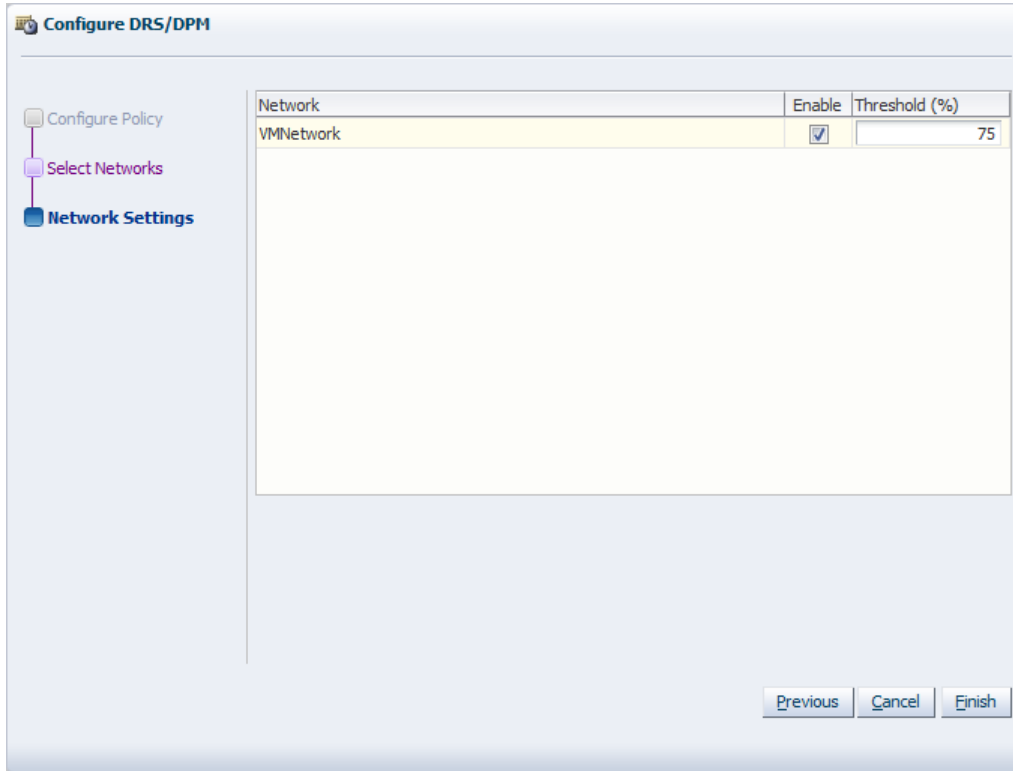 Configure DRS/DPM
Configure Policy
Select Networks
Network Settings
Network Enable Threshold (%)
VMNetwork 75
Previous Cancel Finish